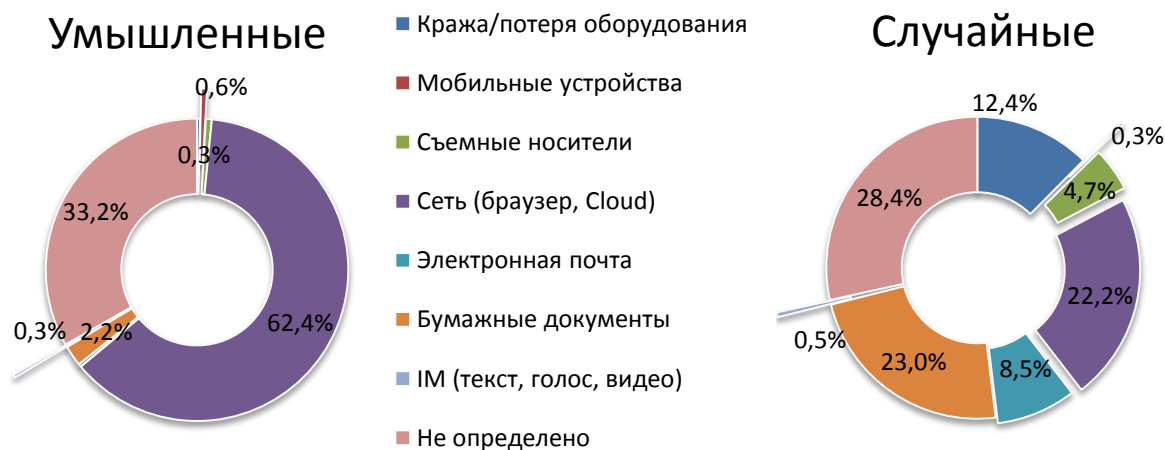 Умышленные
0,6%
0,3%
33,2%
62,4%
0,3%
2,2%
Кража/потеря оборудования
Мобильные устройства
Съемные носители
Сеть (браузер, Cloud)
Электронная почта
Бумажные документы
IM (текст, голос, видео)
Не определено
Случайные
12,4%
0,3%
4,7%
28,4%
22,2%
0,5%
23,0%
8,5%